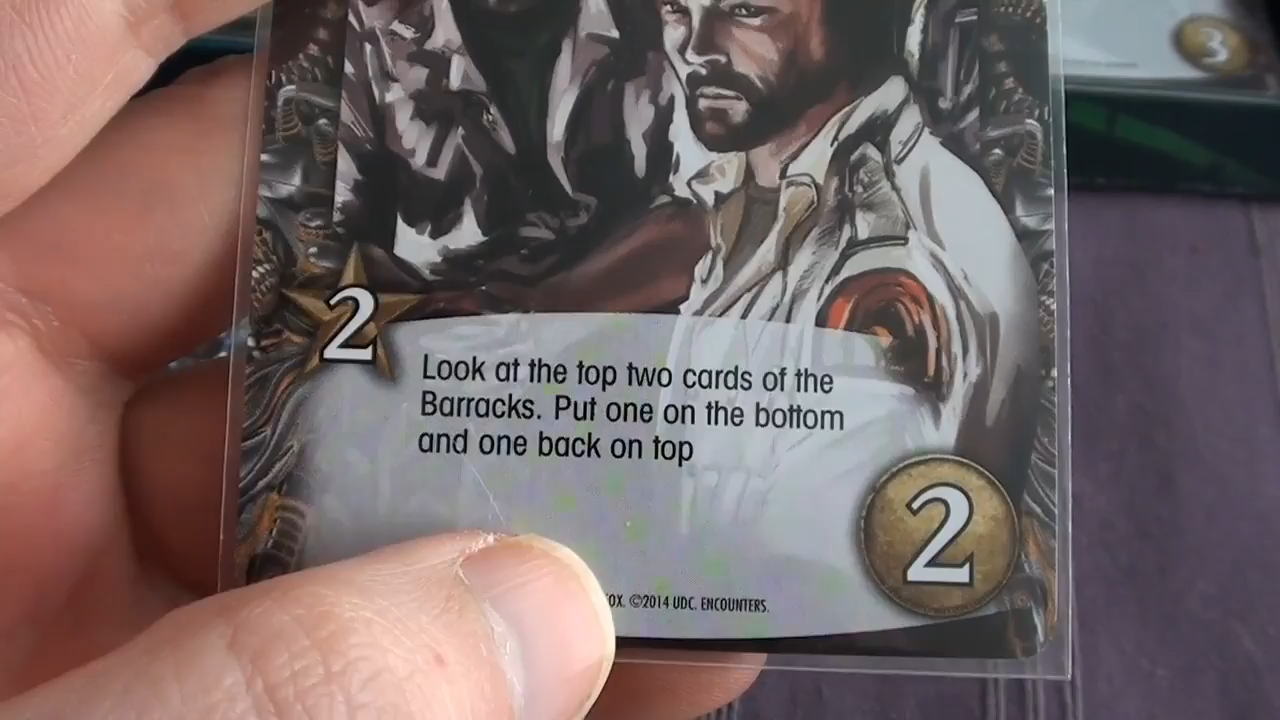 3
2
Look at the top two cards of the
Barracks. Put one on the bottom
and one back on top
2
©2014 UDC. ENCOUNTERS.